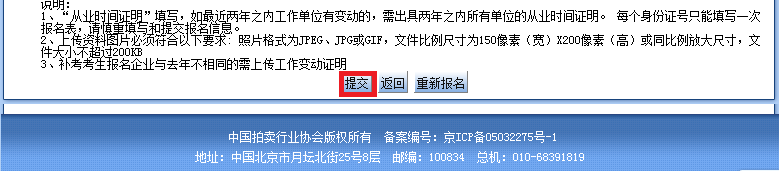 说明:
1、“从业时间证明”填写，如最近两年之内工作单位有变动的，需出具两年之内所有单位的从业时间证明。 每个身份证号只能填写一次
报名表，请慎重填写和提交报名信息。
2、上传资料图片必须符合以下要求: 照片格式为JPEG、JPG或GIF，文件比例尺寸为150像素（宽）X200像素（高）或同比例放大尺寸，文
件大小不超过200KB
3、补考考生报名企业与去年不相同的需上传工作变动证明
提交 返回 重新报名
中国拍卖行业协会版权所有 备案编号：京ICP备05032275号-1
地址：中国北京市月坛北街25号8层 邮编：100834 总机：010-68391819